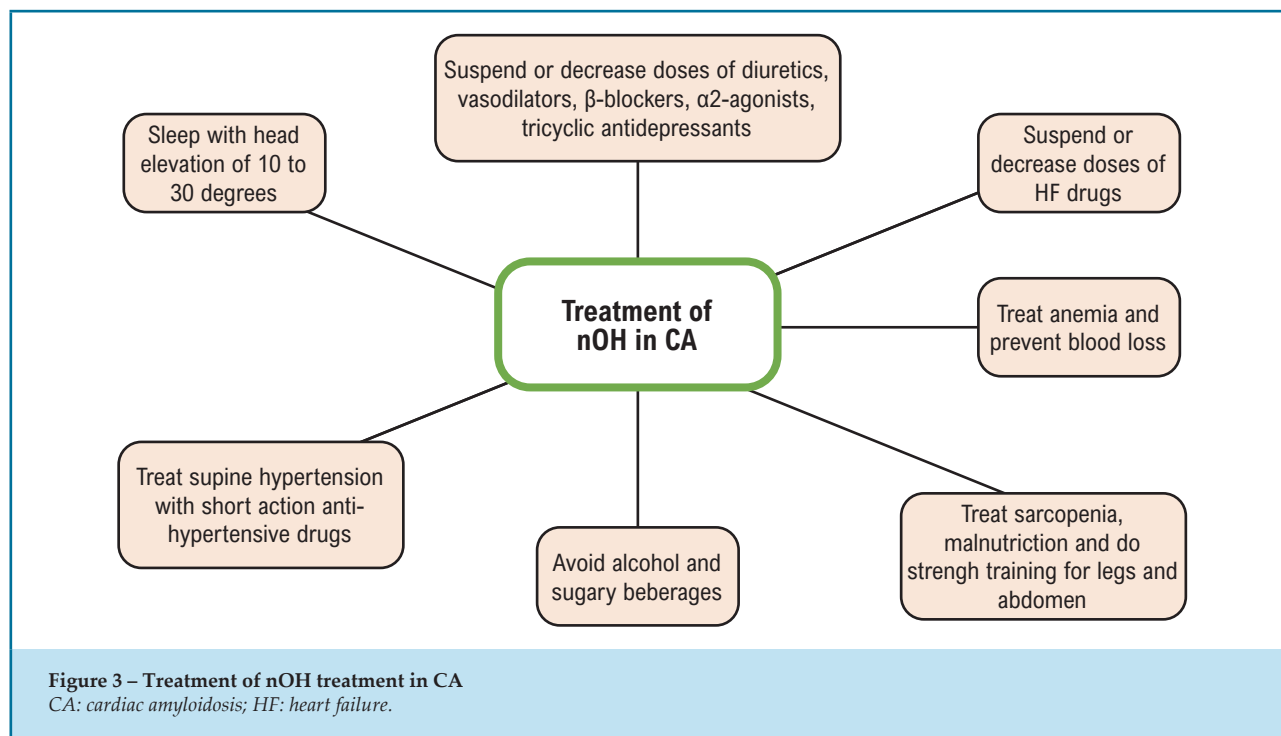 Suspend or decrease doses of diuretics,
vasodilators, β-blockers, α2-agonists,
tricyclic antidepressants
Sleep with head
elevation of 10 to
30 degrees
Suspend or
decrease doses of
HF drugs
Treatment of
nOH in CA
Treat anemia and
prevent blood loss
Treat supine hypertension
with short action anti-
hypertensive drugs
Avoid alcohol and
sugary beberages
Treat sarcopenia,
malnutriction and do
strengh training for legs and
abdomen
Figure 3 – Treatment of nOH treatment in CA
CA: cardiac amyloidosis; HF: heart failure.